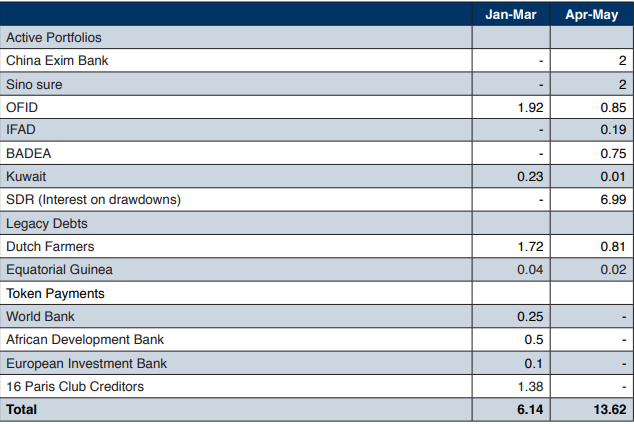 Jan-Mar Apr-May
Active Portfolios
China Exim Bank - 2
Sino sure - 2
OFID 1.92 0.85
IFAD - 0.19
BADEA - 0.75
Kuwait 0.23 0.01
SDR (Interest on drawdowns) - 6.99
Legacy Debts
Dutch Farmers 1.72 0.81
Equatorial Guinea 0.04 0.02
Token Payments
World Bank 0.25 -
African Development Bank 0.5 -
European Investment Bank 0.1 -
16 Paris Club Creditors 1.38 -
Total 6.14 13.62